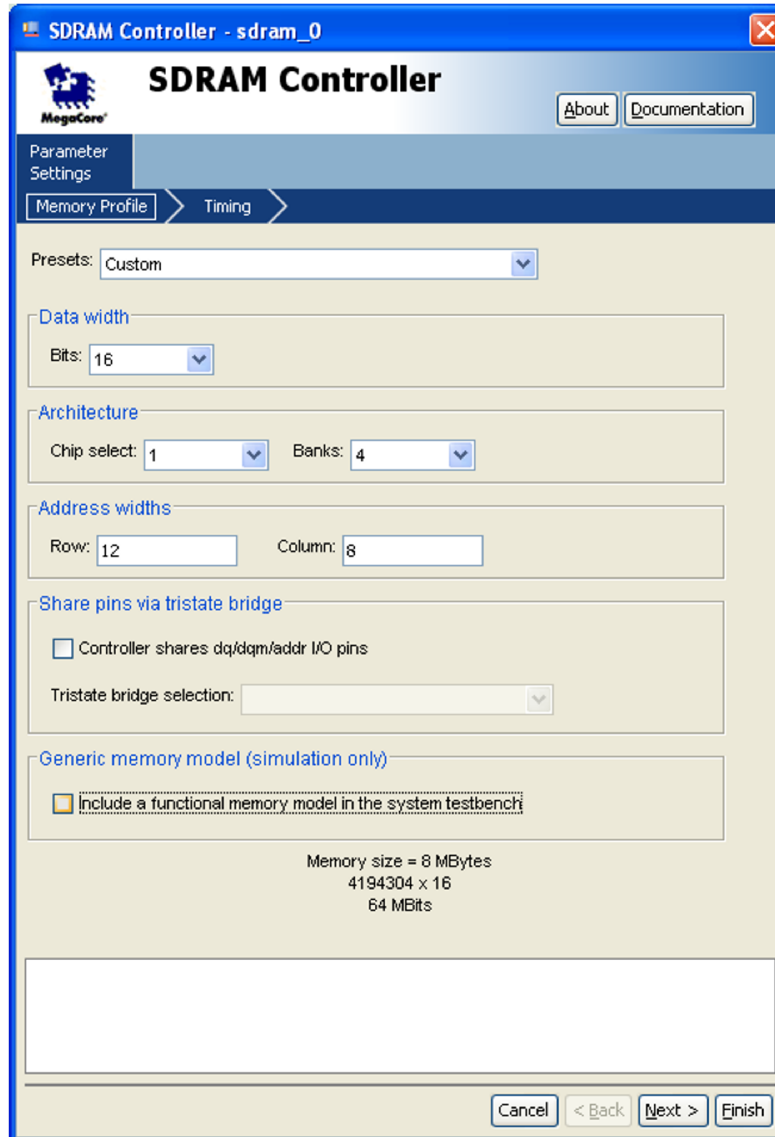 SDRAM Controller - sdram_0
SDRAM Controller
MegaCore®
About Documentation
Parameter
Settings
Memory Profile Timing
Presets: Custom
Data width
Bits: 16
Architecture
Chip select: 1 Banks: 4
Address widths
Row: 12 Column: 8
Share pins via tristate bridge
Controller shares dq/dqm/addr I/O pins
Tristate bridge selection:
Generic memory model (simulation only)
Include a functional memory model in the system testbench
Memory size = 8 MBytes
4194304 x 16
64 MBits
Cancel < Back Next > Finish